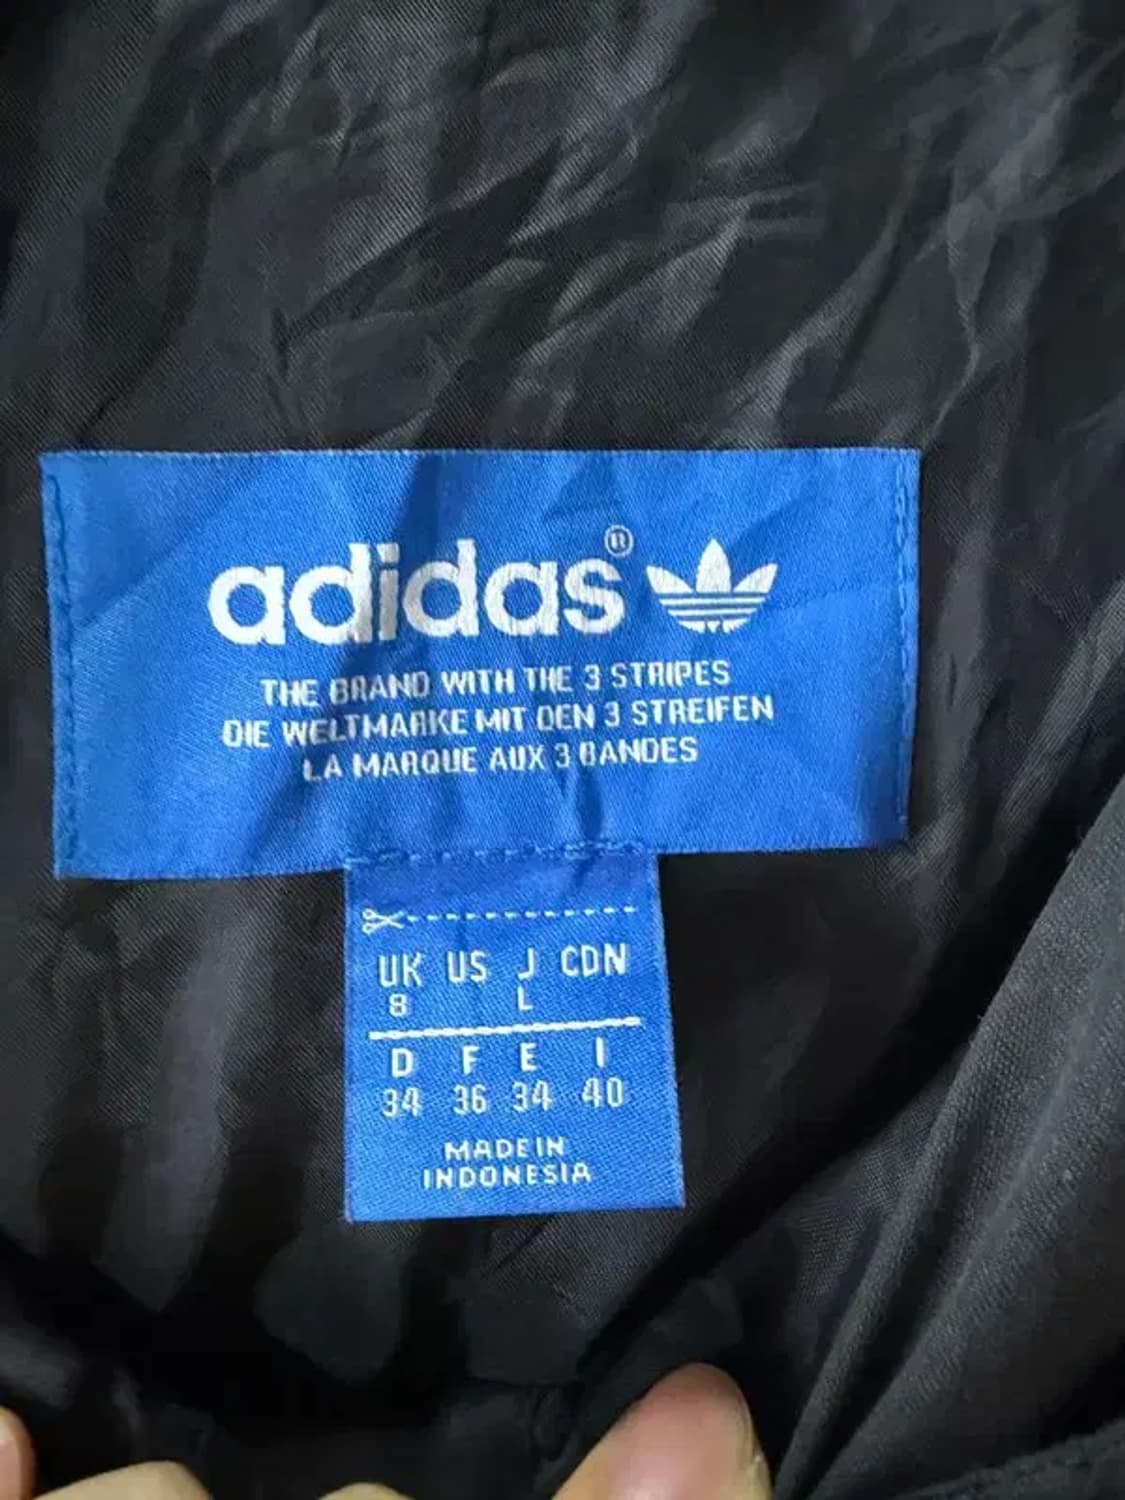 adidas®
THE BRAND WITH THE 3 STRIPES
DIE WELTMARKE MIT DEN 3 STREIFEN
LA MARQUE AUX 3 BANDES
UK US J CDN
8 L
D F E I
34 36 34 40
MADE IN
INDONESIA